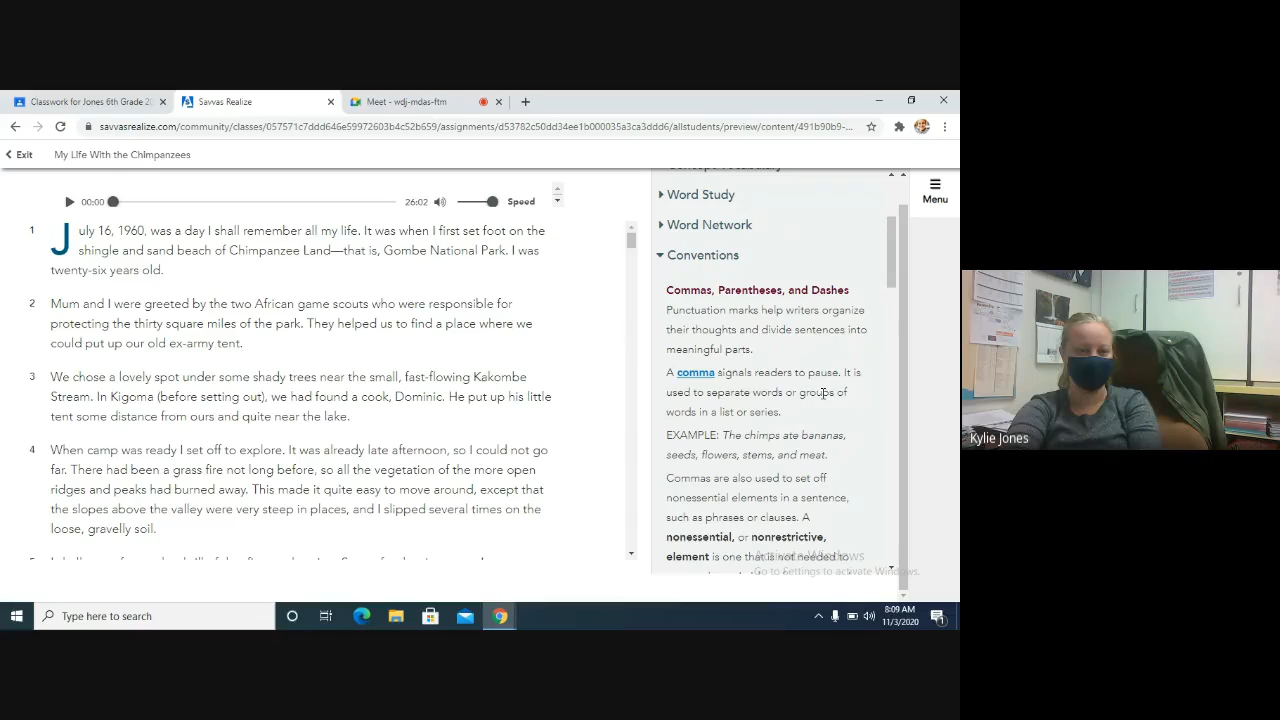 Classwork for Jones 6th Grade 2
Savvas Realize
Meet - wdj-mdas-ftm
savvasrealize.com/community/classes/057571c7ddd646e59972603b4c52b659/assignments/d53782c50dd34ee1b000035a3ca3ddd6/allstudents/preview/content/491b90b9-...
Exit
My Life With the Chimpanzees
00:00
26:02
Speed
1
July 16, 1960, was a day I shall remember all my life. It was when I first set foot on the
shingle and sand beach of Chimpanzee Land—that is, Gombe National Park. I was
twenty-six years old.
2
Mum and I were greeted by the two African game scouts who were responsible for
protecting the thirty square miles of the park. They helped us to find a place where we
could put up our old ex-army tent.
3
We chose a lovely spot under some shady trees near the small, fast-flowing Kakombe
Stream. In Kigoma (before setting out), we had found a cook, Dominic. He put up his little
tent some distance from ours and quite near the lake.
4
When camp was ready I set off to explore. It was already late afternoon, so I could not go
far. There had been a grass fire not long before, so all the vegetation of the more open
ridges and peaks had burned away. This made it quite easy to move around, except that
the slopes above the valley were very steep in places, and I slipped several times on the
loose, gravelly soil.
Word Study
Word Network
Conventions
Commas, Parentheses, and Dashes
Punctuation marks help writers organize
their thoughts and divide sentences into
meaningful parts.
A comma signals readers to pause. It is
used to separate words or groups of
words in a list or series.
EXAMPLE: The chimps ate bananas,
seeds, flowers, stems, and meat.
Commas are also used to set off
nonessential elements in a sentence,
such as phrases or clauses. A
nonessential, or nonrestrictive,
element is one that is not needed to
Menu
Activate Windows
Go to Settings to activate Windows.
Kylie Jones
Type here to search
8:09 AM
11/3/2020
1